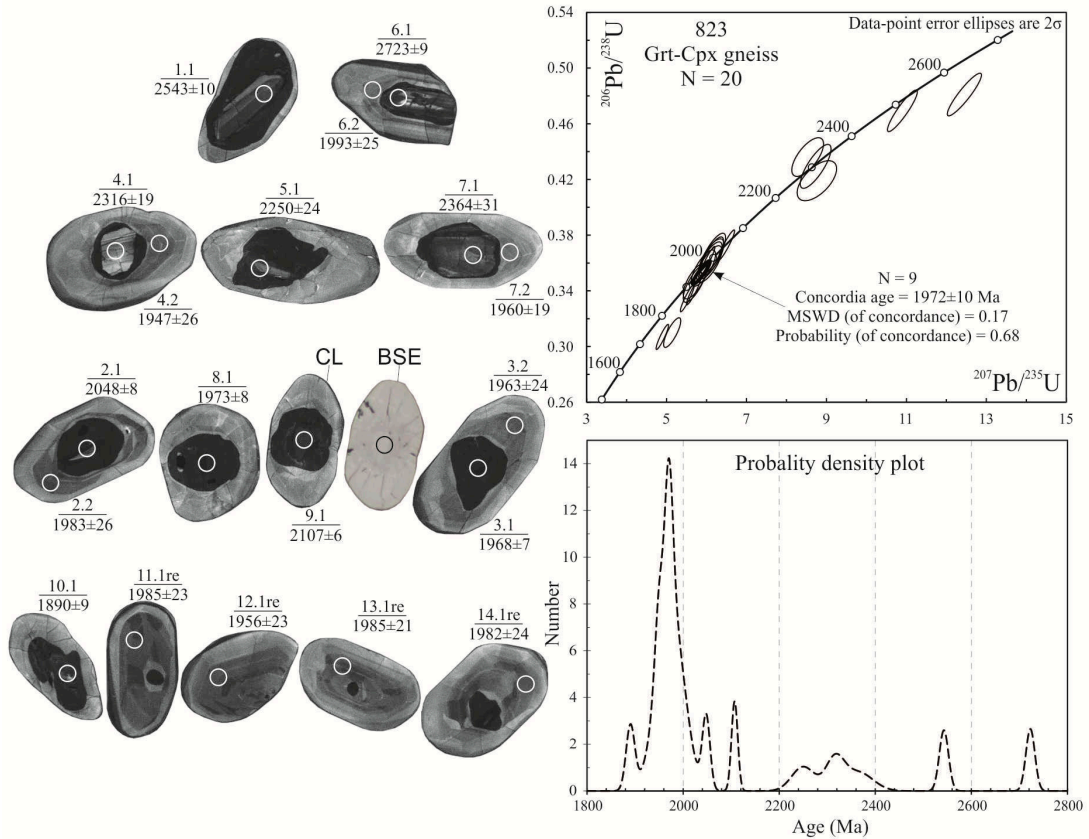 1.1
2543±10
6.1
2723±9
6.2
1993±25
4.1
2316±19
4.2
1947±26
5.1
2250±24
7.1
2364±31
7.2
1960±19
2.1
2048±8
2.2
1983±26
8.1
1973±8
CL
BSE
9.1
2107±6
3.2
1963±24
3.1
1968±7
10.1
1890±9
11.1re
1985±23
12.1re
1956±23
13.1re
1985±21
14.1re
1982±24
0.54
0.50
0.46
0.42
0.38
0.34
0.30
0.26
²⁰⁶Pb/²³⁸U
823
Grt-Cpx gneiss
N = 20
Data-point error ellipses are 2σ
2600
2400
2200
2000
1800
1600
N = 9
Concordia age = 1972±10 Ma
MSWD (of concordance) = 0.17
Probability (of concordance) = 0.68
²⁰⁷Pb/²³⁵U
3 5 7 9 11 13 15
Probality density plot
14
12
10
8
6
4
2
0
Number
1800 2000 2200 2400 2600 2800
Age (Ma)